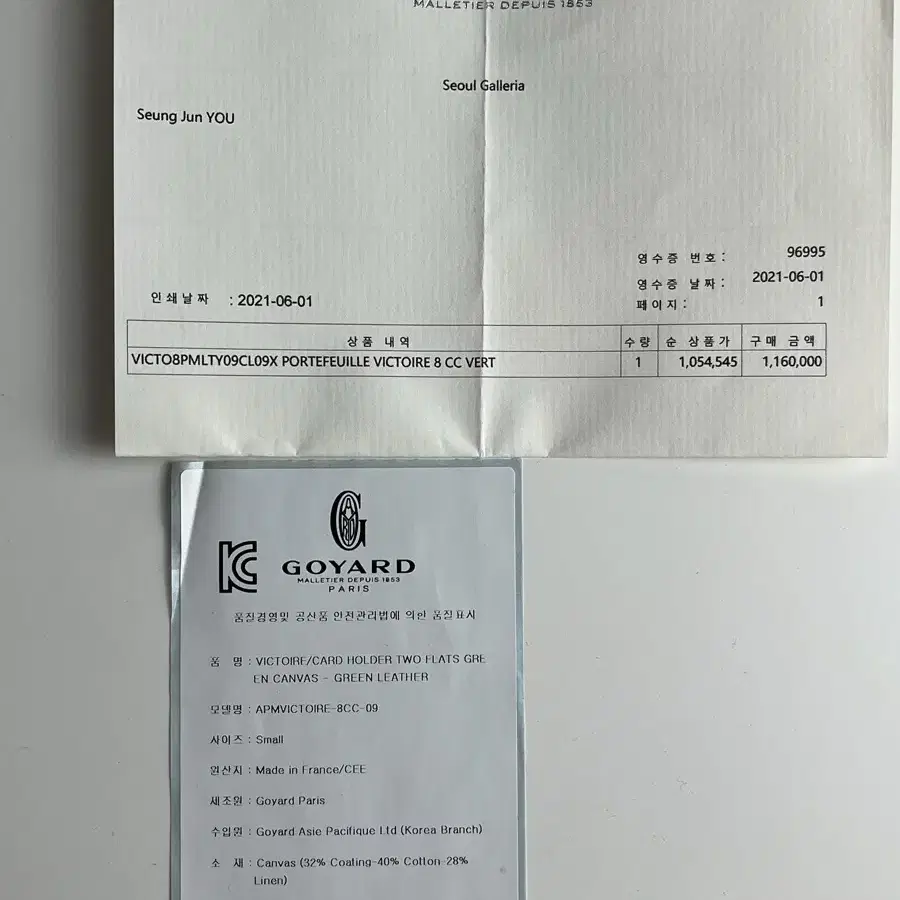 MALLETIER DEPUIS 1853
Seoul Galleria
Seung Jun YOU
영수증 번호 : 96995
영수증 날짜 : 2021-06-01
인쇄날짜 : 2021-06-01
페이지 : 1
상품 내역 수량 순 상품가 구매 금액
VICTO8PMLTY09CL09X PORTEFEUILLE VICTOIRE 8 CC VERT 1 1,054,545 1,160,000
GOYARD
MALLETIER DEPUIS 1853
PARIS
품질경영및 공산품 안전관리법에 의한 품질표시
품 명 : VICTOIRE/CARD HOLDER TWO FLATS GRE
EN CANVAS - GREEN LEATHER
모델명 : APMVICTOIRE-8CC-09
사이즈 : Small
원산지 : Made in France/CEE
제조원 : Goyard Paris
수입원 : Goyard Asie Pacifique Ltd (Korea Branch)
소 재 : Canvas (32% Coating-40% Cotton-28%
Linen)